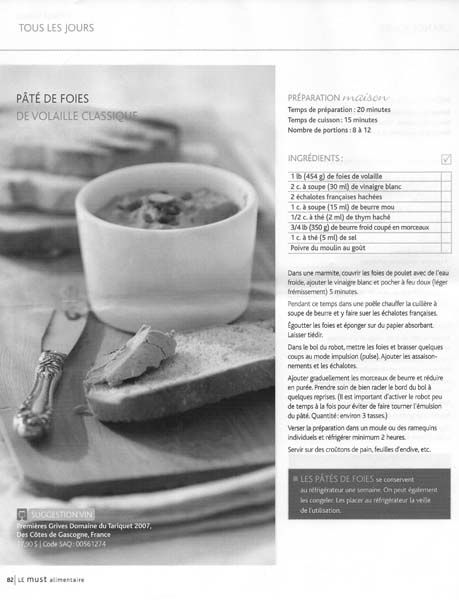 TOUS LES JOURS
PÂTÉ DE FOIES
DE VOLAILLE CLASSIQUE
PRÉPARATION maison
Temps de préparation : 20 minutes
Temps de cuisson : 15 minutes
Nombre de portions : 8 à 12
INGRÉDIENTS :
1 lb (454 g) de foies de volaille
2 c. à soupe (30 ml) de vinaigre blanc
2 échalotes françaises hachées
1 c. à soupe (15 ml) de beurre mou
1/2 c. à thé (2 ml) de thym haché
3/4 lb (350 g) de beurre froid coupé en morceaux
1 c. à thé (5 ml) de sel
Poivre du moulin au goût
Dans une marmite, couvrir les foies de poulet avec de l'eau
froide, ajouter le vinaigre blanc et pocher à feu doux (léger
frémissement) 5 minutes.
Pendant ce temps dans une poêle chauffer la cuillère à
soupe de beurre et y faire suer les échalotes françaises.
Égoutter les foies et éponger sur du papier absorbant.
Laisser tiédir.
Dans le bol du robot, mettre les foies et brasser quelques
coups au mode impulsion (pulse). Ajouter les assaison-
nements et les échalotes.
Ajouter graduellement les morceaux de beurre et réduire
en purée. Prendre soin de bien racler le bord du bol à
quelques reprises. (Il est important d'activer le robot peu
de temps à la fois pour éviter de faire tourner l'émulsion
du pâté. Quantité : environ 3 tasses.)
Verser la préparation dans un moule ou des ramequins
individuels et réfrigérer minimum 2 heures.
Servir sur des croûtons de pain, feuilles d'endive, etc.
LES PÂTÉS DE FOIES se conservent
au réfrigérateur une semaine. On peut également
les congeler. Les placer au réfrigérateur la veille
de l'utilisation.
SUGGESTION VIN
Premières Grives Domaine du Tariquet 2007,
Des Côtes de Gascogne, France
17,90 $ | Code SAQ : 00561274
82 | LE must alimentaire